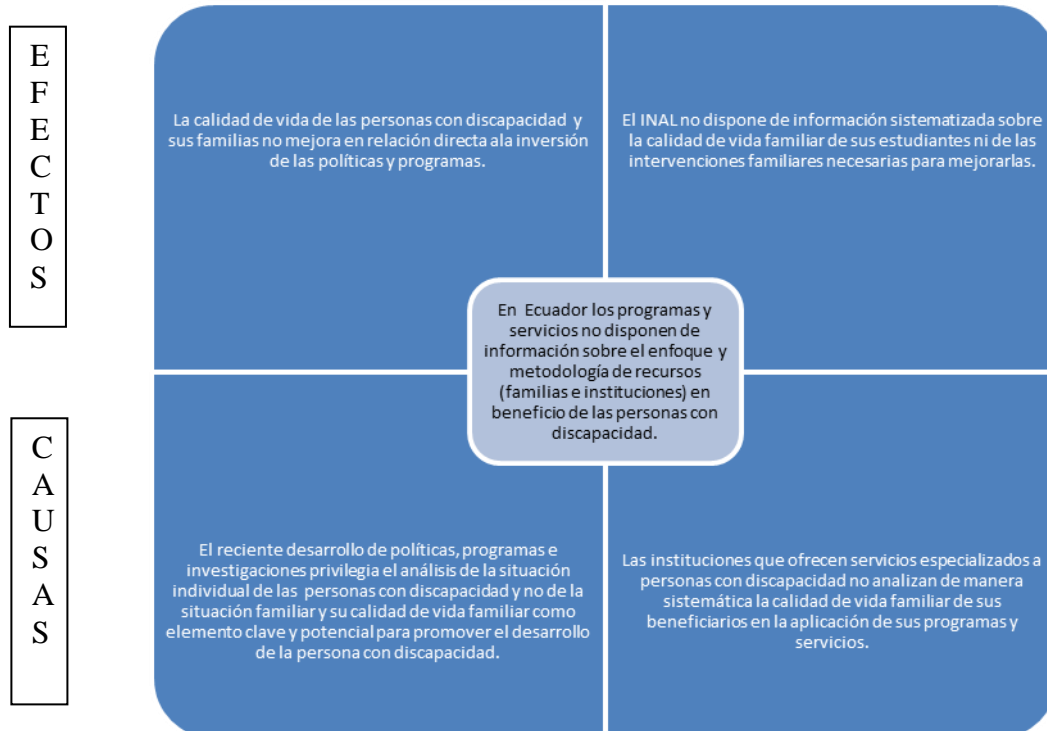 EFECTOS
La calidad de vida de las personas con discapacidad y
sus familias no mejora en relación directa ala inversión
de las políticas y programas.
El INAL no dispone de información sistematizada sobre
la calidad de vida familiar de sus estudiantes ni de las
intervenciones familiares necesarias para mejorarlas.
En Ecuador los programas y
servicios no disponen de
información sobre el enfoque y
metodología de recursos
(familias e instituciones) en
beneficio de las personas con
discapacidad.
CAUSAS
El reciente desarrollo de políticas, programas e
investigaciones privilegia el análisis de la situación
individual de las personas con discapacidad y no de la
situación familiar y su calidad de vida familiar como
elemento clave y potencial para promover el desarrollo
de la persona con discapacidad.
Las instituciones que ofrecen servicios especializados a
personas con discapacidad no analizan de manera
sistemática la calidad de vida familiar de sus
beneficiarios en la aplicación de sus programas y
servicios.